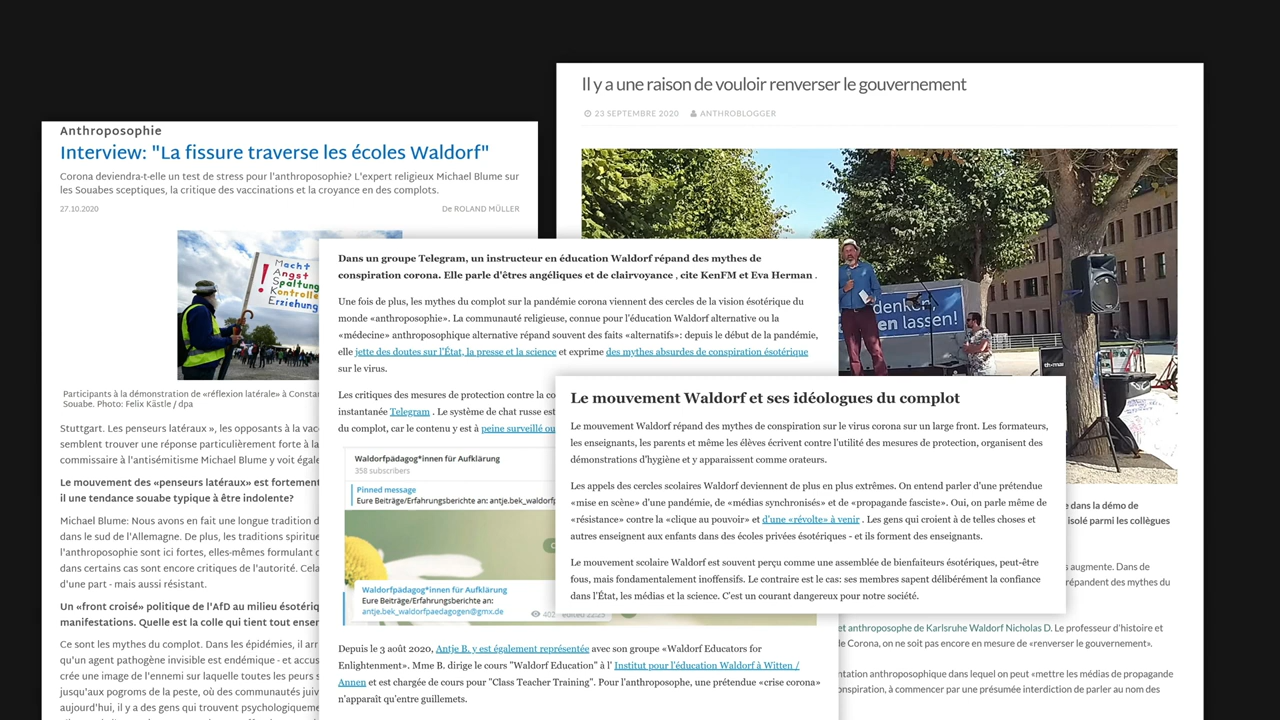 Anthroposophie
Interview: "La fissure traverse les écoles Waldorf"
Corona deviendra-t-elle un test de stress pour l'anthroposophie? L'expert religieux Michael Blume sur
les Souabes sceptiques, la critique des vaccinations et la croyance en des complots.
27.10.2020
De ROLAND MÜLLER
! Macht
Angst
Spaltung
Kontrolle
Erziehung
Participants à la démonstration de «réflexion latérale» à Constan
Souabe. Photo: Felix Kästle / dpa
Stuttgart. Les penseurs latéraux », les opposants à la vacc
semblent trouver une réponse particulièrement forte à la
commissaire à l'antisémitisme Michael Blume y voit égale
Le mouvement des «penseurs latéraux» est fortement
il une tendance souabe typique à être indolente?
Michael Blume: Nous avons en fait une longue tradition d
dans le sud de l'Allemagne. De plus, les traditions spiritue
l'anthroposophie sont ici fortes, elles-mêmes formulant d
dans certains cas sont encore critiques de l'autorité. Cela
d'une part - mais aussi résistant.
Un «front croisé» politique de l'AfD au milieu ésotériq
manifestations. Quelle est la colle qui tient tout enser
Ce sont les mythes du complot. Dans les épidémies, il arr
qu'un agent pathogène invisible est endémique - et accus
crée une image de l'ennemi sur laquelle toutes les peurs s
jusqu'aux pogroms de la peste, où des communautés juiv
aujourd'hui, il y a des gens qui trouvent psychologiqueme
Il y a une raison de vouloir renverser le gouvernement
23 SEPTEMBRE 2020 ANTHROBLOGGER
denken
en lassen!
e dans la démo de
isolé parmi les collègues
s augmente. Dans de
répandent des mythes du
et anthroposophe de Karlsruhe Waldorf Nicholas D. Le professeur d'histoire et
le Corona, on ne soit pas encore en mesure de «renverser le gouvernement».
ntation anthroposophique dans lequel on peut «mettre les médias de propagande
onspiration, à commencer par une présumée interdiction de parler au nom des
Dans un groupe Telegram, un instructeur en éducation Waldorf répand des mythes de
conspiration corona. Elle parle d'êtres angéliques et de clairvoyance , cite KenFM et Eva Herman .
Une fois de plus, les mythes du complot sur la pandémie corona viennent des cercles de la vision ésotérique du
monde «anthroposophie». La communauté religieuse, connue pour l'éducation Waldorf alternative ou la
«médecine» anthroposophique alternative répand souvent des faits «alternatifs»: depuis le début de la pandémie,
elle jette des doutes sur l'État, la presse et la science et exprime des mythes absurdes de conspiration ésotérique
sur le virus.
Les critiques des mesures de protection contre la co
instantanée Telegram . Le système de chat russe est
du complot, car le contenu y est à peine surveillé ou
Waldorfpädagog*innen für Aufklärung
358 subscribers
Pinned message
Eure Beiträge/Erfahrungsberichte an: antje.bek_waldorfp
Waldorfpädagog*innen für Aufklärung
Eure Beiträge/Erfahrungsberichte an:
antje.bek_waldorfpaedagogen@gmx.de
402 edited 22:25
Depuis le 3 août 2020, Antje B. y est également représentée avec son groupe «Waldorf Educators for
Enlightenment». Mme B. dirige le cours "Waldorf Education" à l' Institut pour l'éducation Waldorf à Witten /
Annen et est chargée de cours pour "Class Teacher Training". Pour l'anthroposophe, une prétendue «crise corona»
n'apparaît qu'entre guillemets.
Le mouvement Waldorf et ses idéologues du complot
Le mouvement Waldorf répand des mythes de conspiration sur le virus corona sur un large front. Les formateurs,
les enseignants, les parents et même les élèves écrivent contre l'utilité des mesures de protection, organisent des
démonstrations d'hygiène et y apparaissent comme orateurs.
Les appels des cercles scolaires Waldorf deviennent de plus en plus extrêmes. On entend parler d'une prétendue
«mise en scène» d'une pandémie, de «médias synchronisés» et de «propagande fasciste». Oui, on parle même de
«résistance» contre la «clique au pouvoir» et d'une «révolte» à venir . Les gens qui croient à de telles choses et
autres enseignent aux enfants dans des écoles privées ésotériques - et ils forment des enseignants.
Le mouvement scolaire Waldorf est souvent perçu comme une assemblée de bienfaiteurs ésotériques, peut-être
fous, mais fondamentalement inoffensifs. Le contraire est le cas: ses membres sapent délibérément la confiance
dans l'État, les médias et la science. C'est un courant dangereux pour notre société.